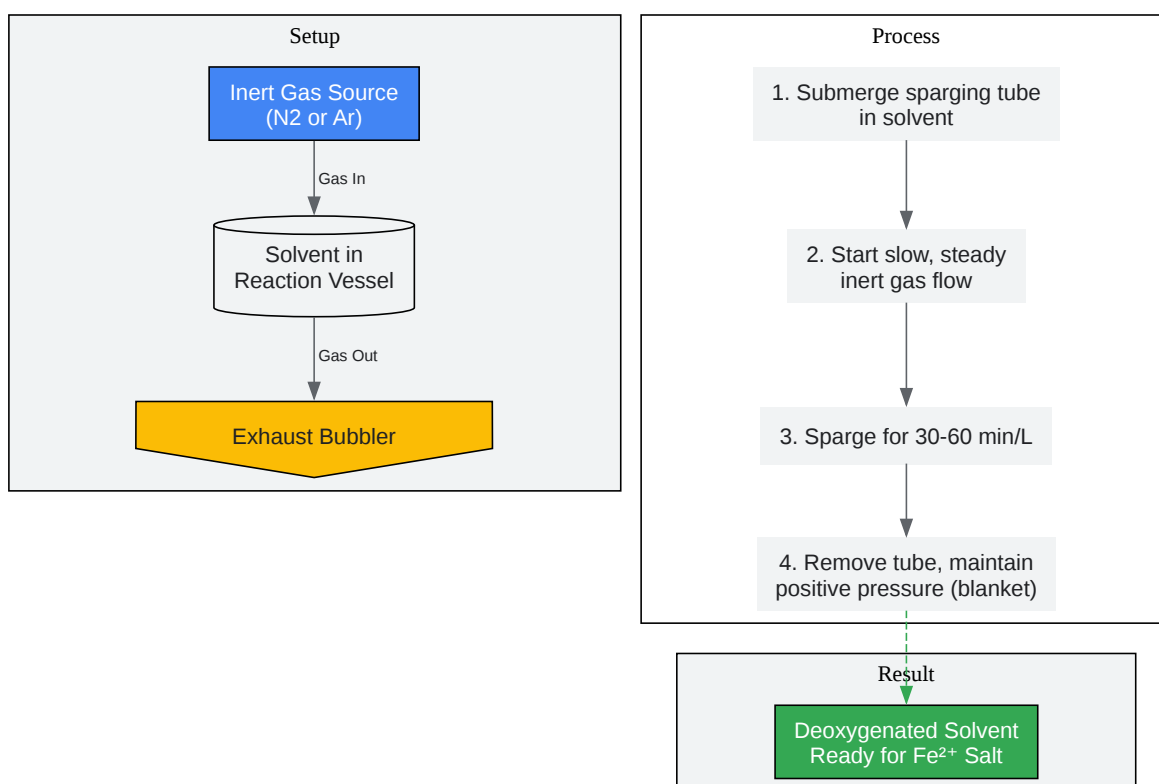 Setup
Inert Gas Source
(N2 or Ar)
Gas In
Solvent in
Reaction Vessel
Gas Out
Exhaust Bubbler
Process
1. Submerge sparging tube
in solvent
2. Start slow, steady
inert gas flow
3. Sparge for 30-60 min/L
4. Remove tube, maintain
positive pressure (blanket)
Result
Deoxygenated Solvent
Ready for Fe²⁺ Salt